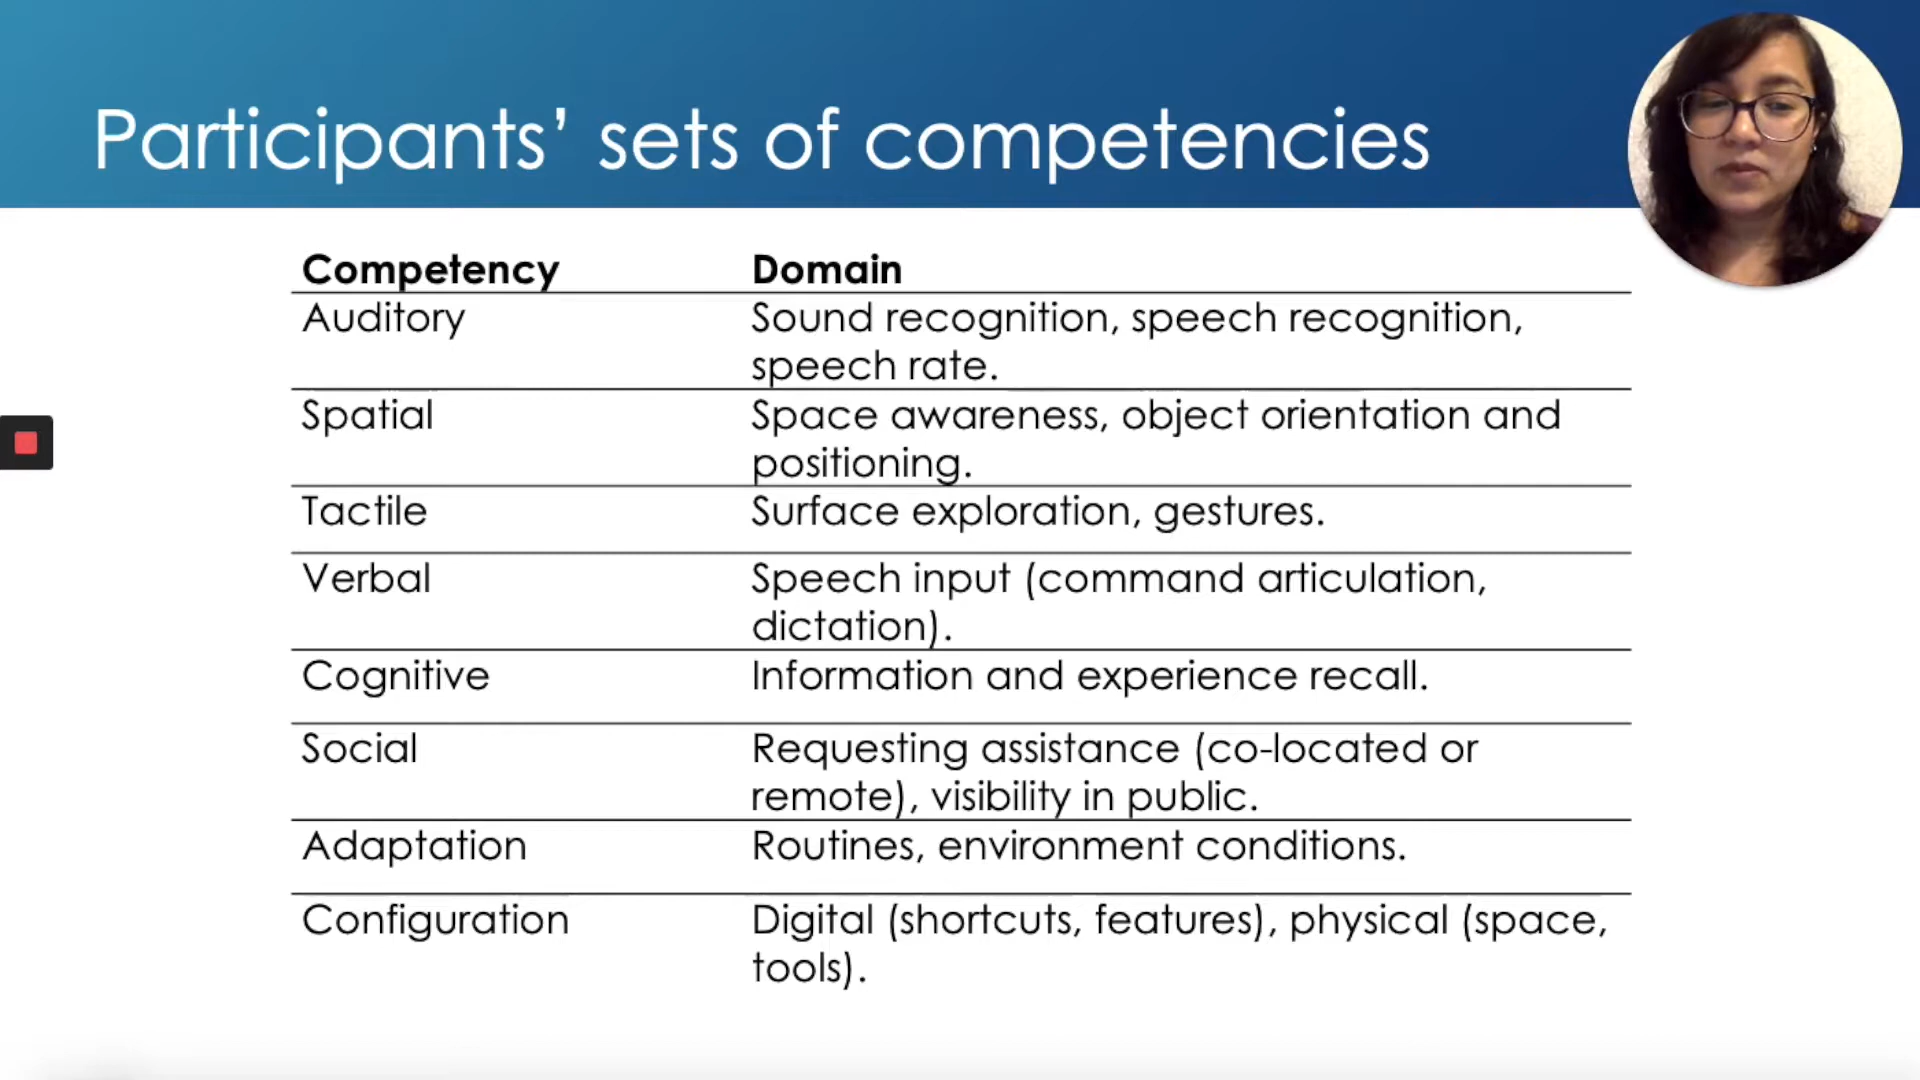 Participants’ sets of competencies
Competency Domain
Auditory Sound recognition, speech recognition,
speech rate.
Spatial Space awareness, object orientation and
positioning.
Tactile Surface exploration, gestures.
Verbal Speech input (command articulation,
dictation).
Cognitive Information and experience recall.
Social Requesting assistance (co-located or
remote), visibility in public.
Adaptation Routines, environment conditions.
Configuration Digital (shortcuts, features), physical (space,
tools).